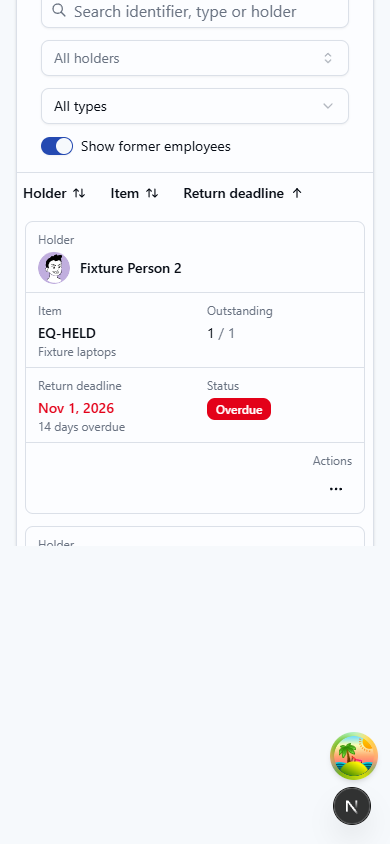 Search identifier, type or holder
All holders
All types
Show former employees
Holder Item Return deadline
Holder
Fixture Person 2
Item Outstanding
EQ-HELD 1 / 1
Fixture laptops
Return deadline Status
Nov 1, 2026 Overdue
14 days overdue
Actions
...
Holder
N